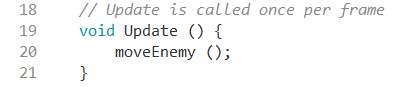 18 // Update is called once per frame
19 void Update () {
20 moveEnemy ();
21 }